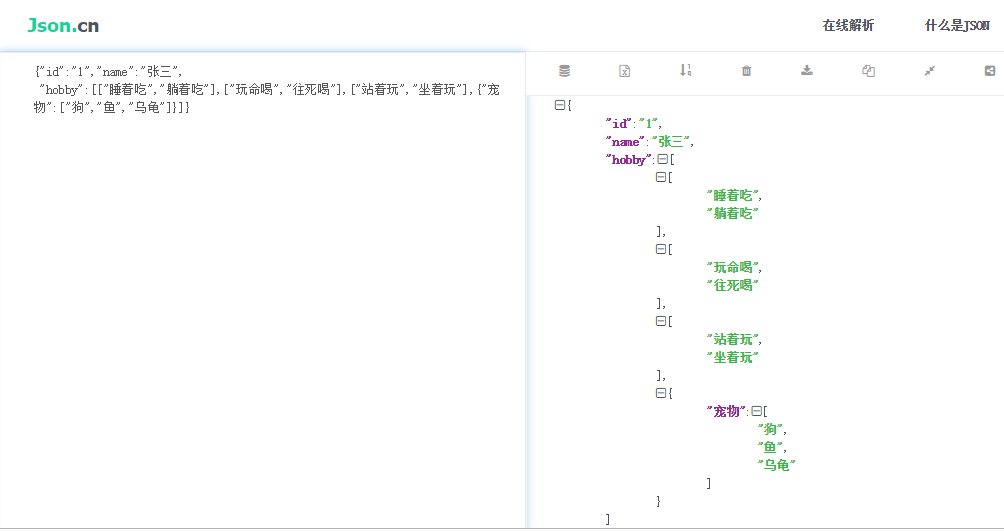 Json.cn
在线解析 什么是JSON
{"id":"1","name":"张三",
"hobby":[["睡着吃","躺着吃"],["玩命喝","往死喝"],["站着玩","坐着玩"],{"宠
物":["狗","鱼","乌龟"]}]}
{
"id":"1",
"name":"张三",
"hobby":[
[
"睡着吃",
"躺着吃"
],
[
"玩命喝",
"往死喝"
],
[
"站着玩",
"坐着玩"
],
{
"宠物":[
"狗",
"鱼",
"乌龟"
]
}
]